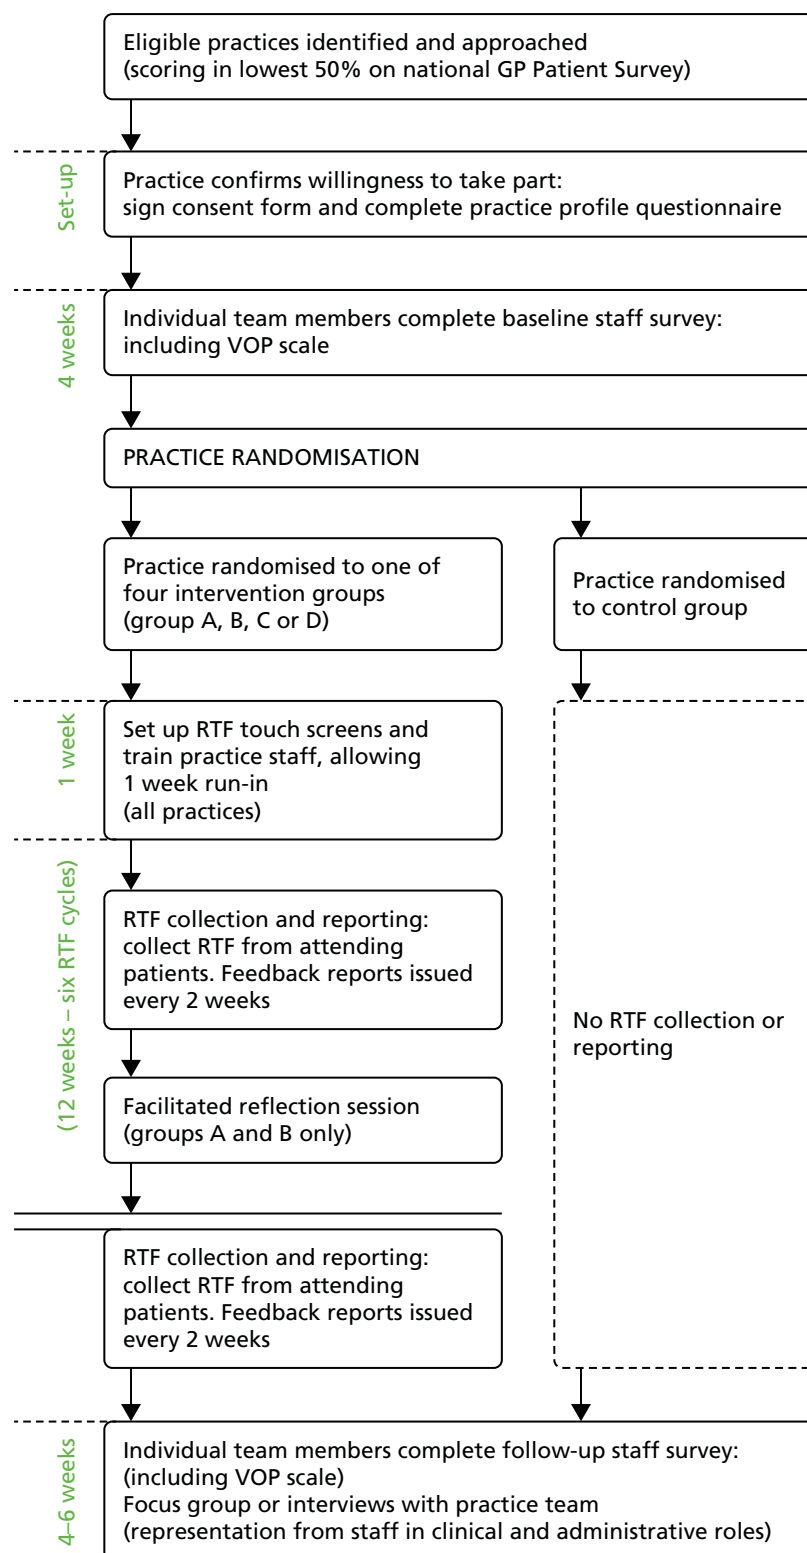 Eligible practices identified and approached
(scoring in lowest 50% on national GP Patient Survey)
Set-up
Practice confirms willingness to take part:
sign consent form and complete practice profile questionnaire
4 weeks
Individual team members complete baseline staff survey:
including VOP scale
PRACTICE RANDOMISATION
Practice randomised to one of
four intervention groups
(group A, B, C or D)
Practice randomised
to control group
1 week
Set up RTF touch screens and
train practice staff, allowing
1 week run-in
(all practices)
(12 weeks – six RTF cycles)
RTF collection and reporting:
collect RTF from attending
patients. Feedback reports issued
every 2 weeks
No RTF collection or
reporting
Facilitated reflection session
(groups A and B only)
RTF collection and reporting:
collect RTF from attending
patients. Feedback reports issued
every 2 weeks
4–6 weeks
Individual team members complete follow-up staff survey:
(including VOP scale)
Focus group or interviews with practice team
(representation from staff in clinical and administrative roles)